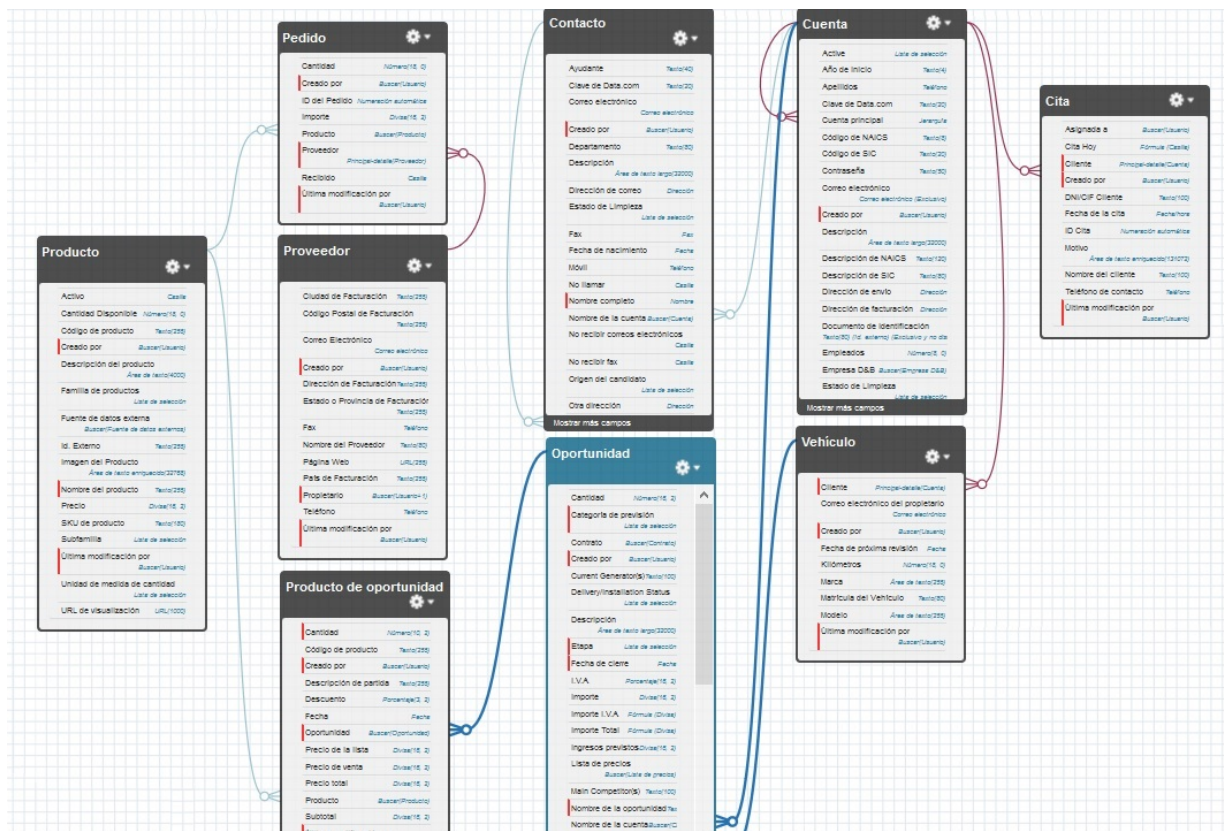 Pedido
Cantidad Número(18, 0)
Creado por Buscar(Usuario)
ID del Pedido Numeración automática
Importe Divisa(16, 2)
Producto Buscar(Producto)
Proveedor
Principal-detalle(Proveedor)
Recibido Casilla
Última modificación por
Buscar(Usuario)
Contacto
Ayudante Texto(40)
Clave de Data.com Texto(20)
Correo electrónico
Correo electrónico
Creado por Buscar(Usuario)
Departamento Texto(80)
Descripción
Área de texto largo(32000)
Dirección de correo Dirección
Estado de Limpieza
Lista de selección
Fax Fax
Fecha de nacimiento Fecha
Móvil Teléfono
No llamar Casilla
Nombre completo Nombre
Nombre de la cuenta Buscar(Cuenta)
No recibir correos electrónicos
Casilla
No recibir fax Casilla
Origen del candidato
Lista de selección
Otra dirección Dirección
Mostrar más campos
Cuenta
Active Lista de selección
Año de inicio Texto(4)
Apellidos Teléfono
Clave de Data.com Texto(20)
Cuenta principal Jerarquía
Código de NAICS Texto(8)
Código de SIC Texto(20)
Contraseña Texto(50)
Correo electrónico
Correo electrónico (Exclusivo)
Creado por Buscar(Usuario)
Descripción
Área de texto largo(32000)
Descripción de NAICS Texto(120)
Descripción de SIC Texto(80)
Dirección de envío Dirección
Dirección de facturación Dirección
Documento de Identificación
Texto(50) (Id. externo) (Exclusivo y no dis
Empleados Número(8, 0)
Empresa D&B Buscar(Empresa D&B)
Estado de Limpieza
Lista de selección
Mostrar más campos
Cita
Asignada a Buscar(Usuario)
Cita Hoy Fórmula (Casilla)
Cliente Principal-detalle(Cuenta)
Creado por Buscar(Usuario)
DNI/CIF Cliente Texto(100)
Fecha de la cita Fecha/hora
ID Cita Numeración automática
Motivo
Área de texto enriquecido(131072)
Nombre del cliente Texto(100)
Teléfono de contacto Teléfono
Última modificación por
Buscar(Usuario)
Producto
Activo Casilla
Cantidad Disponible Número(18, 0)
Código de producto Texto(255)
Creado por Buscar(Usuario)
Descripción del producto
Área de texto(4000)
Familia de productos
Lista de selección
Fuente de datos externa
Buscar(Fuente de datos externos)
Id. Externo Texto(255)
Imagen del Producto
Área de texto enriquecido(32768)
Nombre del producto Texto(255)
Precio Divisa(16, 2)
SKU de producto Texto(180)
Subfamilia Lista de selección
Última modificación por
Buscar(Usuario)
Unidad de medida de cantidad
Lista de selección
URL de visualización URL(1000)
Proveedor
Ciudad de Facturación Texto(255)
Código Postal de Facturación
Texto(255)
Correo Electrónico
Correo electrónico
Creado por Buscar(Usuario)
Dirección de Facturación Texto(255)
Estado o Provincia de Facturación
Texto(255)
Fax Teléfono
Nombre del Proveedor Texto(80)
Página Web URL(255)
País de Facturación Texto(255)
Propietario Buscar(Usuario+1)
Teléfono Teléfono
Última modificación por
Buscar(Usuario)
Producto de oportunidad
Cantidad Número(10, 2)
Código de producto Texto(255)
Creado por Buscar(Usuario)
Descripción de partida Texto(255)
Descuento Porcentaje(3, 2)
Fecha Fecha
Oportunidad Buscar(Oportunidad)
Precio de la lista Divisa(16, 2)
Precio de venta Divisa(16, 2)
Precio total Divisa(16, 2)
Producto Buscar(Producto)
Subtotal Divisa(16, 2)
Oportunidad
Cantidad Número(16, 2)
Categoría de previsión
Lista de selección
Contrato Buscar(Contrato)
Creado por Buscar(Usuario)
Current Generator(s) Texto(100)
Delivery/Installation Status
Lista de selección
Descripción
Área de texto largo(32000)
Etapa Lista de selección
Fecha de cierre Fecha
I.V.A. Porcentaje(16, 2)
Importe Divisa(16, 2)
Importe I.V.A Fórmula (Divisa)
Importe Total Fórmula (Divisa)
Ingresos previstos Divisa(16, 2)
Lista de precios
Buscar(Lista de precios)
Main Competitor(s) Texto(100)
Nombre de la oportunidad Tex
Nombre de la cuenta Buscar(C
Vehículo
Cliente Principal-detalle(Cuenta)
Correo electrónico del propietario
Correo electrónico
Creado por Buscar(Usuario)
Fecha de próxima revisión Fecha
Kilómetros Número(18, 0)
Marca Área de texto(255)
Matrícula del Vehículo Texto(80)
Modelo Área de texto(255)
Última modificación por
Buscar(Usuario)